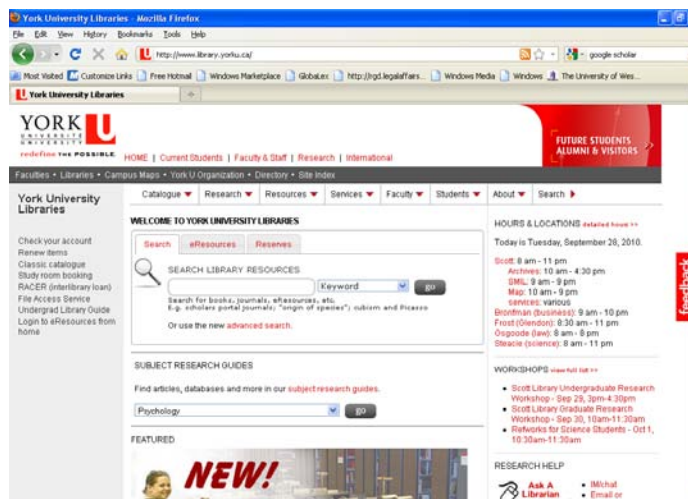 York University Libraries - Mozilla Firefox
File Edit View History Bookmarks Tools Help
http://www.library.yorku.ca/
google scholar
Most Visited Customize Links Free Hotmail Windows Marketplace GlobaLex http://rgd.legalaffairs... Windows Media Windows The University of Wes...
York University Libraries
YORK U
UNIVERSITÉ
UNIVERSITY
redefine THE POSSIBLE.
HOME | Current Students | Faculty & Staff | Research | International
FUTURE STUDENTS
ALUMNI & VISITORS
Faculties • Libraries • Campus Maps • York U Organization • Directory • Site Index
York University
Libraries
Catalogue Research Resources Services Faculty Students About Search
Check your account
Renew items
Classic catalogue
Study room booking
RACER (interlibrary loan)
File Access Service
Undergrad Library Guide
Login to eResources from
home
WELCOME TO YORK UNIVERSITY LIBRARIES
Search eResources Reserves
SEARCH LIBRARY RESOURCES
Keyword go
Search for books, journals, eResources, etc.
E.g. scholars portal journals; "origin of species"; cubism and Picasso
Or use the new advanced search.
SUBJECT RESEARCH GUIDES
Find articles, databases and more in our subject research guides.
Psychology go
FEATURED
NEW!
HOURS & LOCATIONS detailed hours >>
Today is Tuesday, September 28, 2010.
Scott: 8 am - 11 pm
Archives: 10 am - 4:30 pm
SMIL: 9 am - 9 pm
Map: 10 am - 9 pm
services: various
Bronfman (business): 9 am - 10 pm
Frost (Glendon): 8:30 am - 11 pm
Osgoode (law): 8 am - 8 pm
Steacie (science): 8 am - 11 pm
WORKSHOPS view full list >>
Scott Library Undergraduate Research
Workshop - Sep 29, 3pm-4:30pm
Scott Library Graduate Research
Workshop - Sep 30, 10am-11:30am
Refworks for Science Students - Oct 1,
10:30am-11:30am
RESEARCH HELP
Ask A
Librarian
IM/chat
Email or
feedback